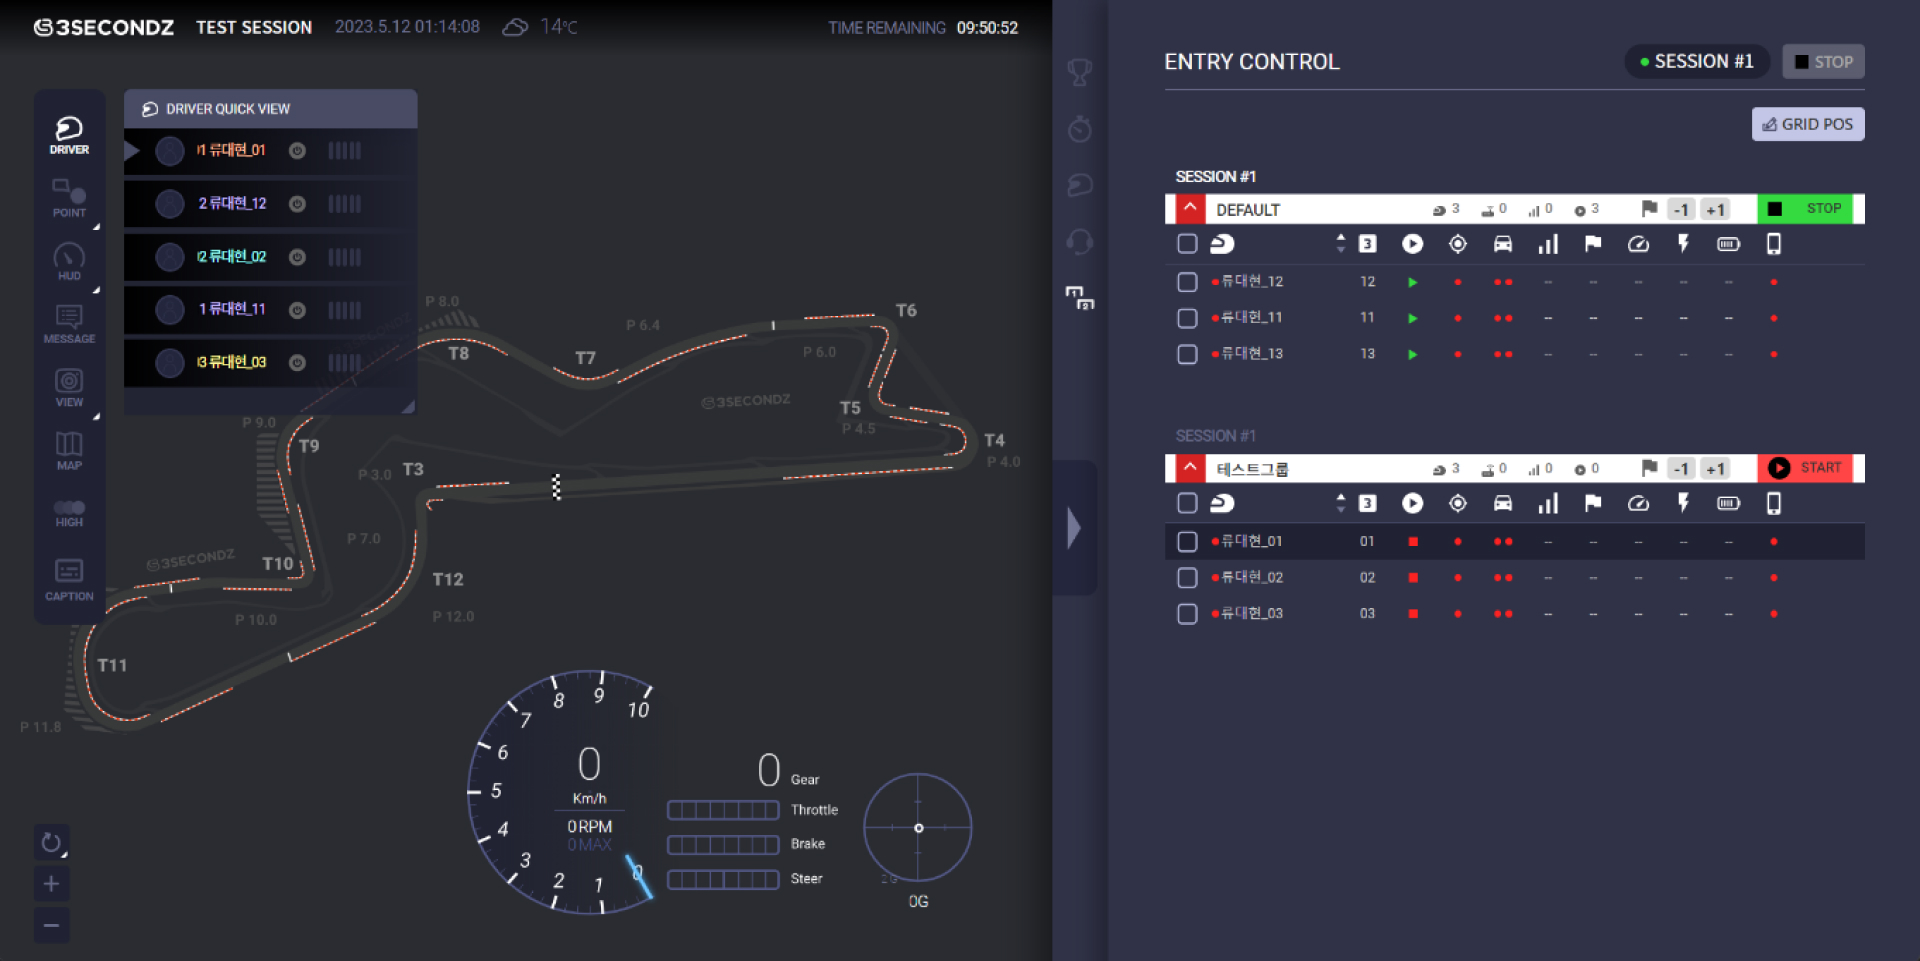 3SECONDZ TEST SESSION 2023.5.12 01:14:08 14°C TIME REMAINING 09:50:52
DRIVER
POINT
HUD
MESSAGE
VIEW
MAP
HIGH
CAPTION
DRIVER QUICK VIEW
1 류대현_01
2 류대현_12
2 류대현_02
1 류대현_11
3 류대현_03
P 8.0
T8
T7
P 6.4
T6
P 6.0
3SECONDZ
T5
P 4.5
T4
P 4.0
P 9.0
T9
P 3.0
T3
P 7.0
3SECONDZ
T10
T12
P 10.0
P 12.0
T11
P 11.8
10
9
8
7
6
5
4
3
2
1
0
0
Km/h
0 RPM
0 MAX
0 Gear
Throttle
Brake
Steer
2G
0G
ENTRY CONTROL
SESSION #1
STOP
GRID POS
SESSION #1
DEFAULT 3 0 0 3 -1 +1 STOP
3
류대현_12 12 -- -- -- -- --
류대현_11 11 -- -- -- -- --
류대현_13 13 -- -- -- -- --
SESSION #1
테스트그룹 3 0 0 0 -1 +1 START
3
류대현_01 01 -- -- -- -- --
류대현_02 02 -- -- -- -- --
류대현_03 03 -- -- -- -- --